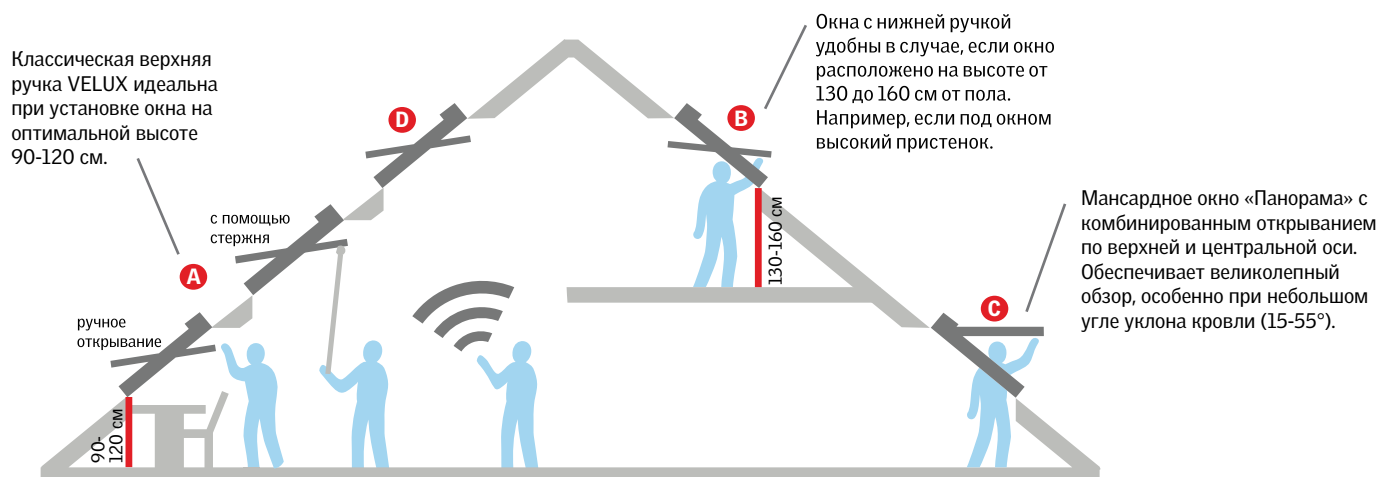 Классическая верхняя
ручка VELUX идеальна
при установке окна на
оптимальной высоте
90-120 см.
A
ручное
открывание
90-
120 см
с помощью
стержня
D
B
Окна с нижней ручкой
удобны в случае, если окно
расположено на высоте от
130 до 160 см от пола.
Например, если под окном
высокий пристенок.
130-160 см
C
Мансардное окно «Панорама» с
комбинированным открыванием
по верхней и центральной оси.
Обеспечивает великолепный
обзор, особенно при небольшом
угле уклона кровли (15-55°).